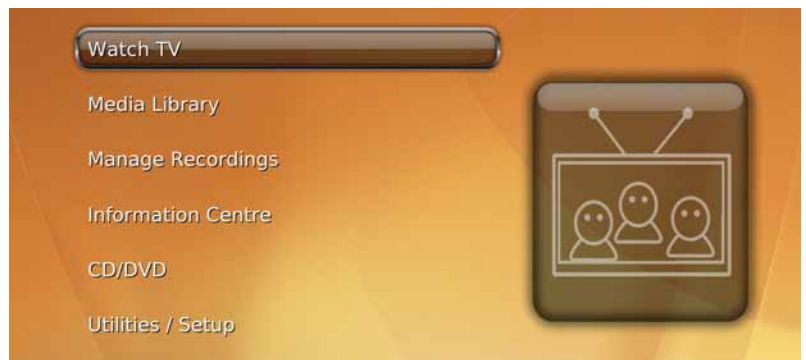 Watch TV
Media Library
Manage Recordings
Information Centre
CD/DVD
Utilities / Setup